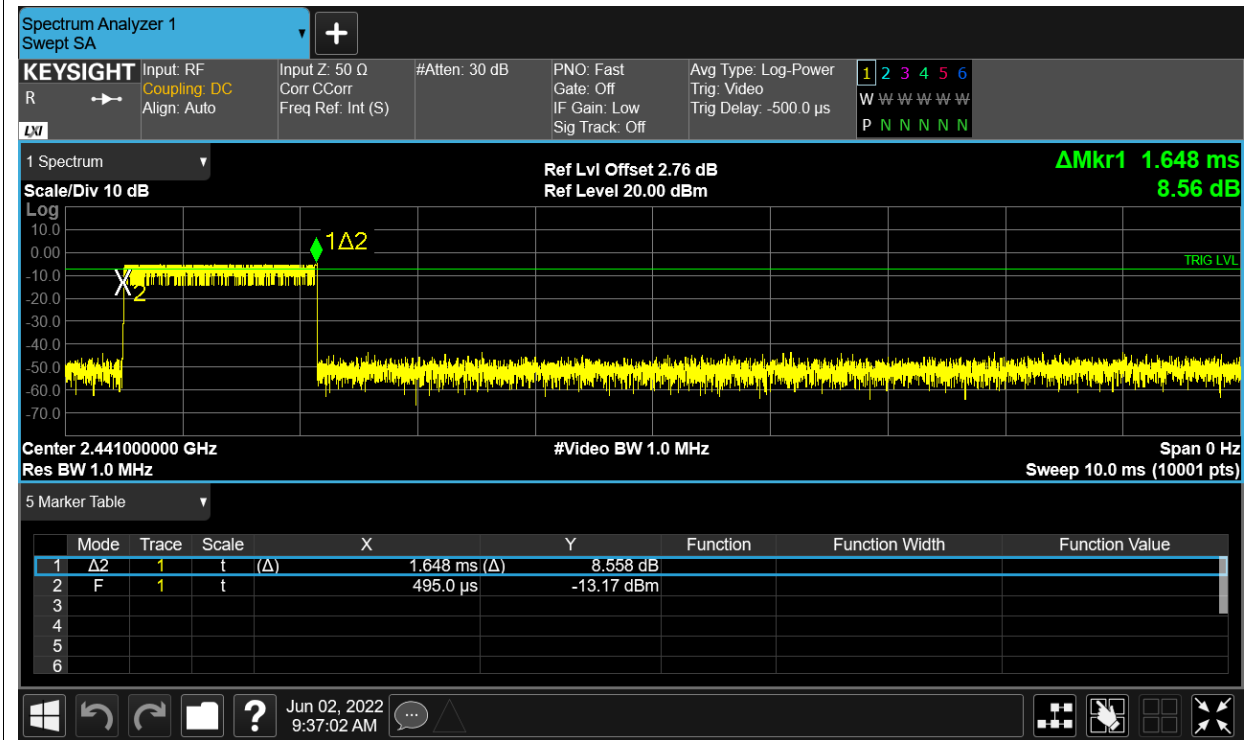 Spectrum Analyzer 1
Swept SA
KEYSIGHT
R
LXI
Input: RF
Coupling: DC
Align: Auto
Input Z: 50 Ω
Corr CCorr
Freq Ref: Int (S)
#Atten: 30 dB
PNO: Fast
Gate: Off
IF Gain: Low
Sig Track: Off
Avg Type: Log-Power
Trig: Video
Trig Delay: -500.0 µs
1 2 3 4 5 6
W W W W W W
P N N N N N
1 Spectrum
Scale/Div 10 dB
Ref Lvl Offset 2.76 dB
Ref Level 20.00 dBm
ΔMkr1 1.648 ms
8.56 dB
Log
10.0
0.00
-10.0
-20.0
-30.0
-40.0
-50.0
-60.0
-70.0
1Δ2
X2
TRIG LVL
Center 2.441000000 GHz
Res BW 1.0 MHz
#Video BW 1.0 MHz
Span 0 Hz
Sweep 10.0 ms (10001 pts)
5 Marker Table
Mode Trace Scale X Y Function Function Width Function Value
1 Δ2 1 t (Δ) 1.648 ms (Δ) 8.558 dB
2 F 1 t 495.0 µs -13.17 dBm
3
4
5
6
?
Jun 02, 2022
9:37:02 AM